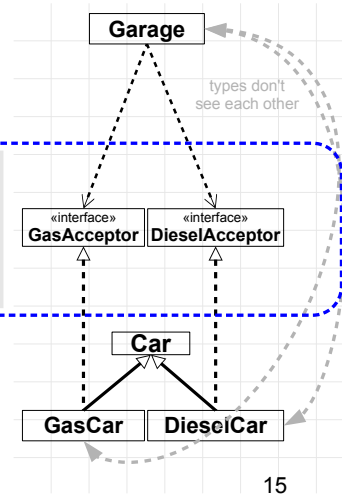 Garage
types don't
see each other
«interface»
GasAcceptor
«interface»
DieselAcceptor
Car
GasCar
DieselCar
15